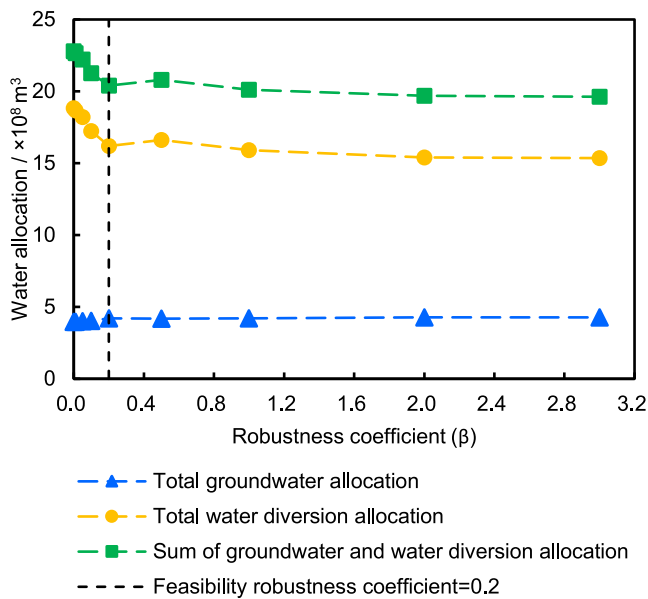 Water allocation / ×10⁸ m³
25
20
15
10
5
0
0.0 0.4 0.8 1.2 1.6 2.0 2.4 2.8 3.2
Robustness coefficient (β)
Total groundwater allocation
Total water diversion allocation
Sum of groundwater and water diversion allocation
Feasibility robustness coefficient=0.2